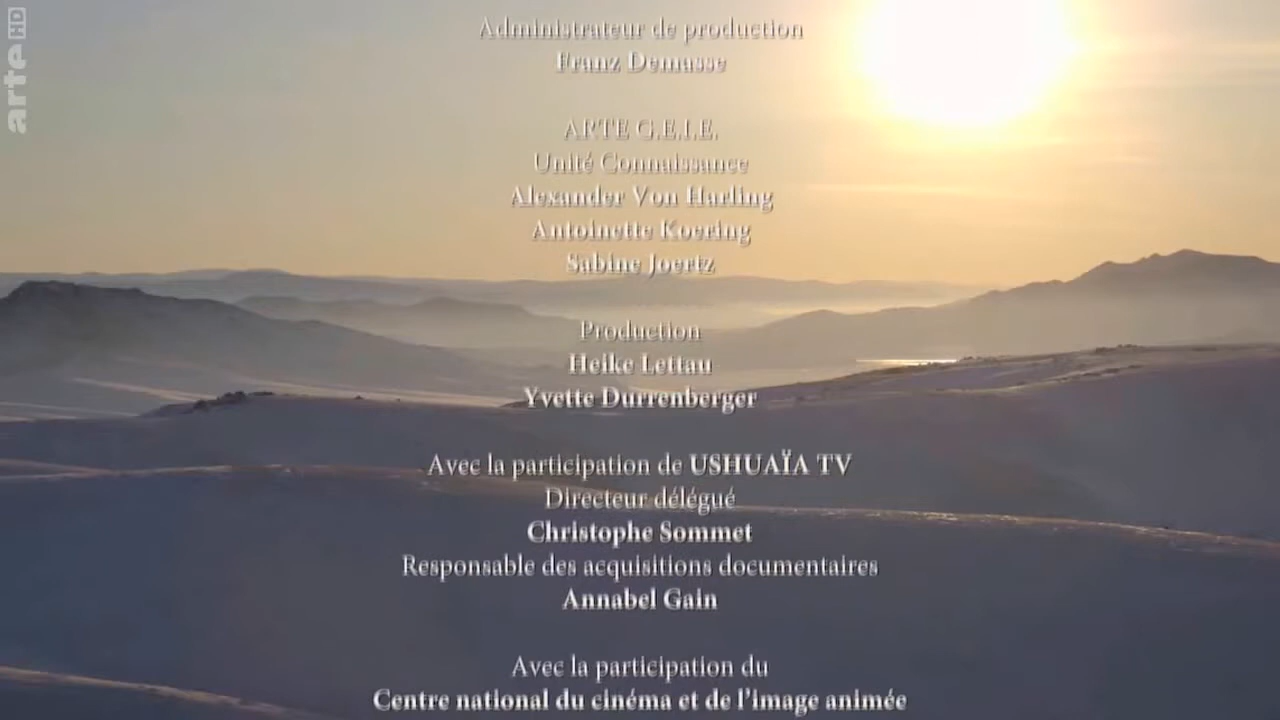 arte HD
Administrateur de production
Franz Demasse
ARTE G.E.I.E.
Unité Connaissance
Alexander Von Harling
Antoinette Koering
Sabine Joertz
Production
Heike Lettau
Yvette Durrenberger
Avec la participation de USHUAÏA TV
Directeur délégué
Christophe Sommet
Responsable des acquisitions documentaires
Annabel Gain
Avec la participation du
Centre national du cinéma et de l'image animée